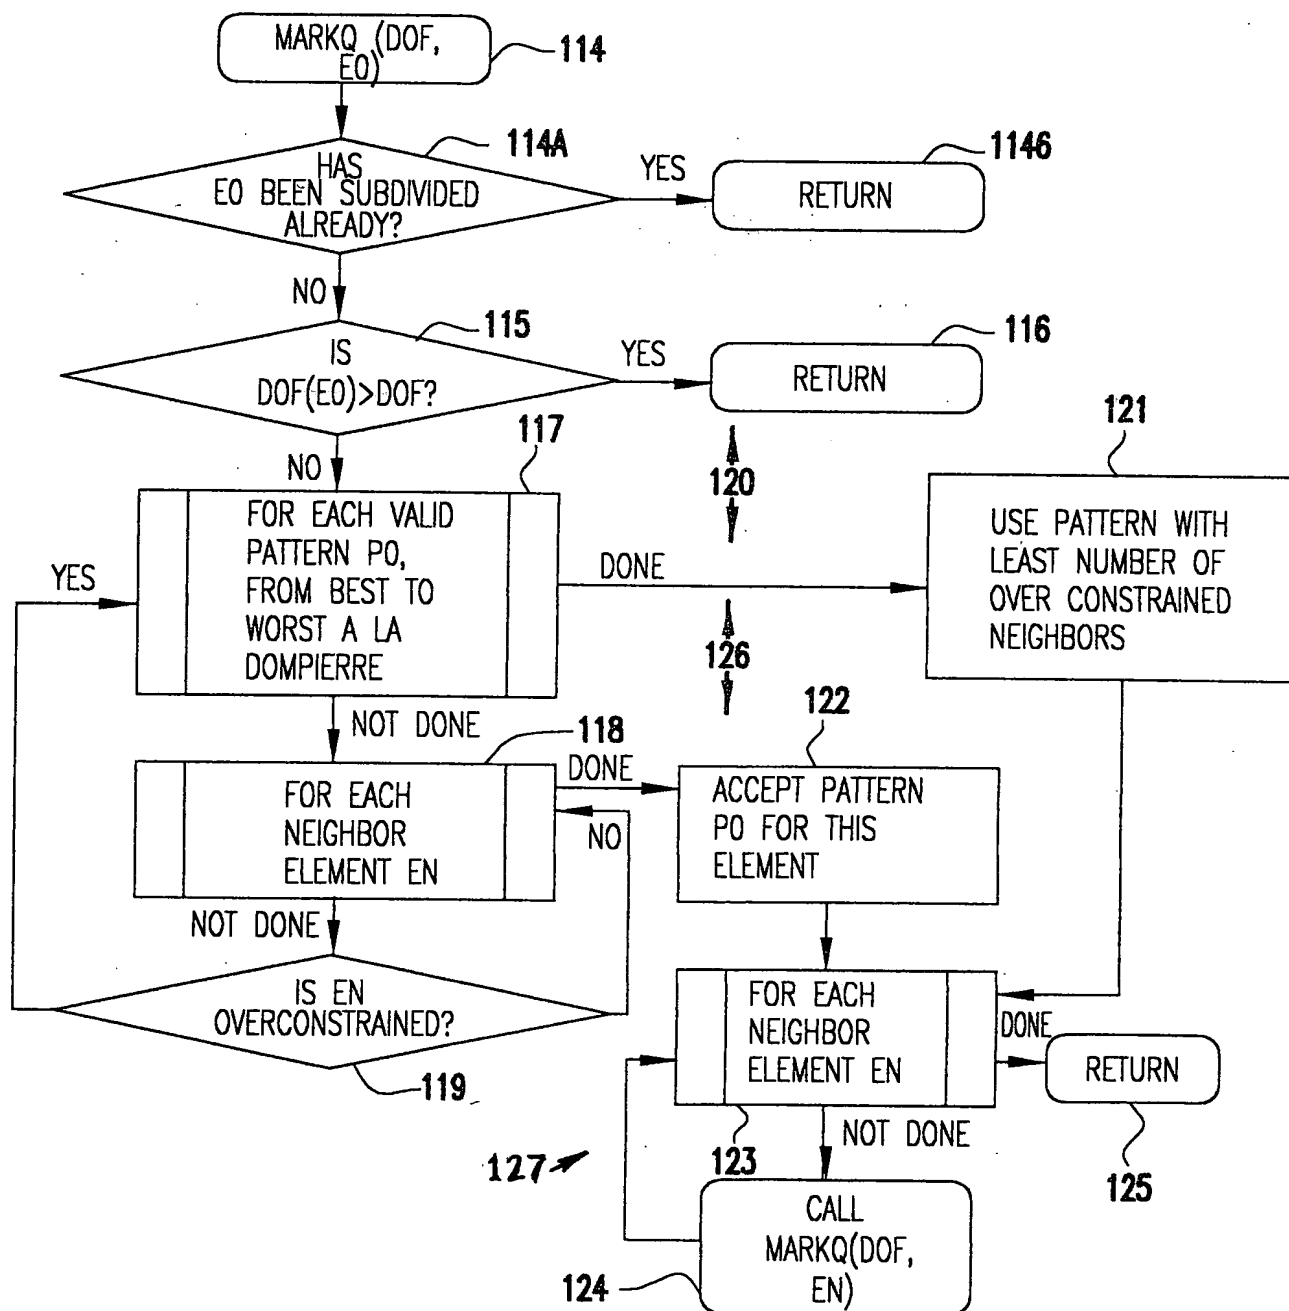 MARKQ (DOF,
E0)
114
114A
HAS
E0 BEEN SUBDIVIDED
ALREADY?
YES
1146
RETURN
NO
115
IS
DOF(E0)>DOF?
YES
116
RETURN
NO
117
120
121
FOR EACH VALID
PATTERN P0,
FROM BEST TO
WORST A LA
DOMPIERRE
YES
DONE
USE PATTERN WITH
LEAST NUMBER OF
OVER CONSTRAINED
NEIGHBORS
126
NOT DONE
118
122
FOR EACH
NEIGHBOR
ELEMENT EN
DONE
NO
ACCEPT PATTERN
P0 FOR THIS
ELEMENT
NOT DONE
IS EN
OVERCONSTRAINED?
119
FOR EACH
NEIGHBOR
ELEMENT EN
DONE
RETURN
127
123
NOT DONE
125
CALL
MARKQ(DOF,
EN)
124